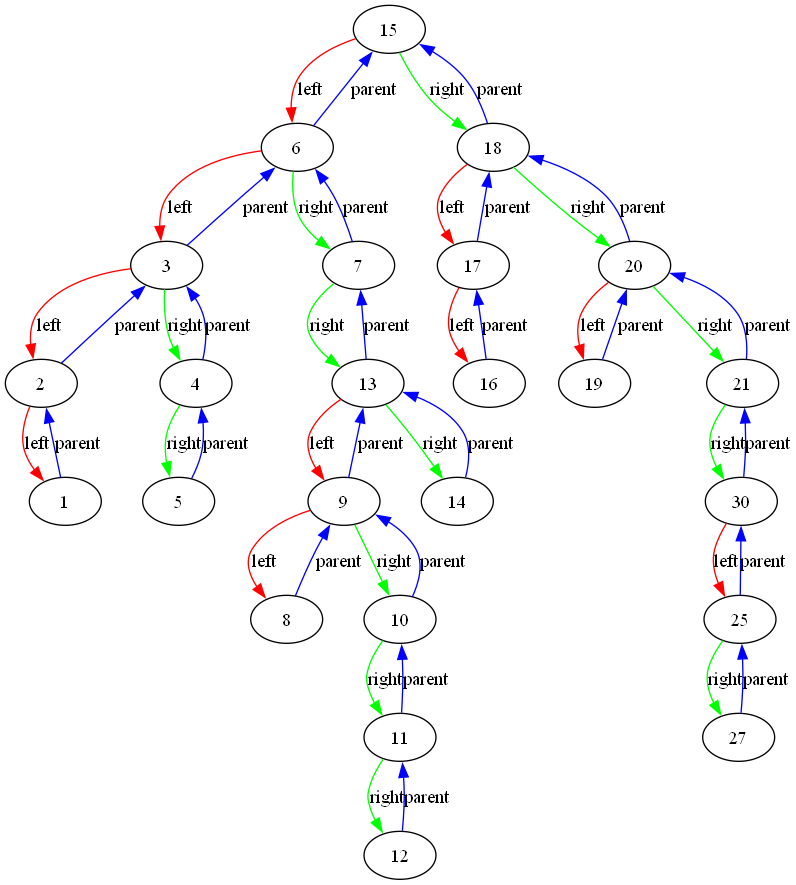 15
left parent right parent
6 18
left right parent parent left parent right parent
3 7 17 20
left parent right parent right parent left parent left parent right parent
2 4 13 16 19 21
left parent right parent left parent right parent right parent
1 5 9 14 30
left parent right parent left parent
8 10 25
right parent right parent
11 27
right parent
12